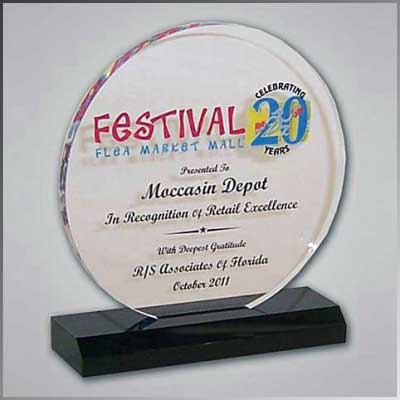 CELEBRATING
FESTIVAL 20
FLEA MARKET MALL YEARS
Presented To
Moccasin Depot
In Recognition of Retail Excellence
With Deepest Gratitude
R/S Associates Of Florida
October 2011